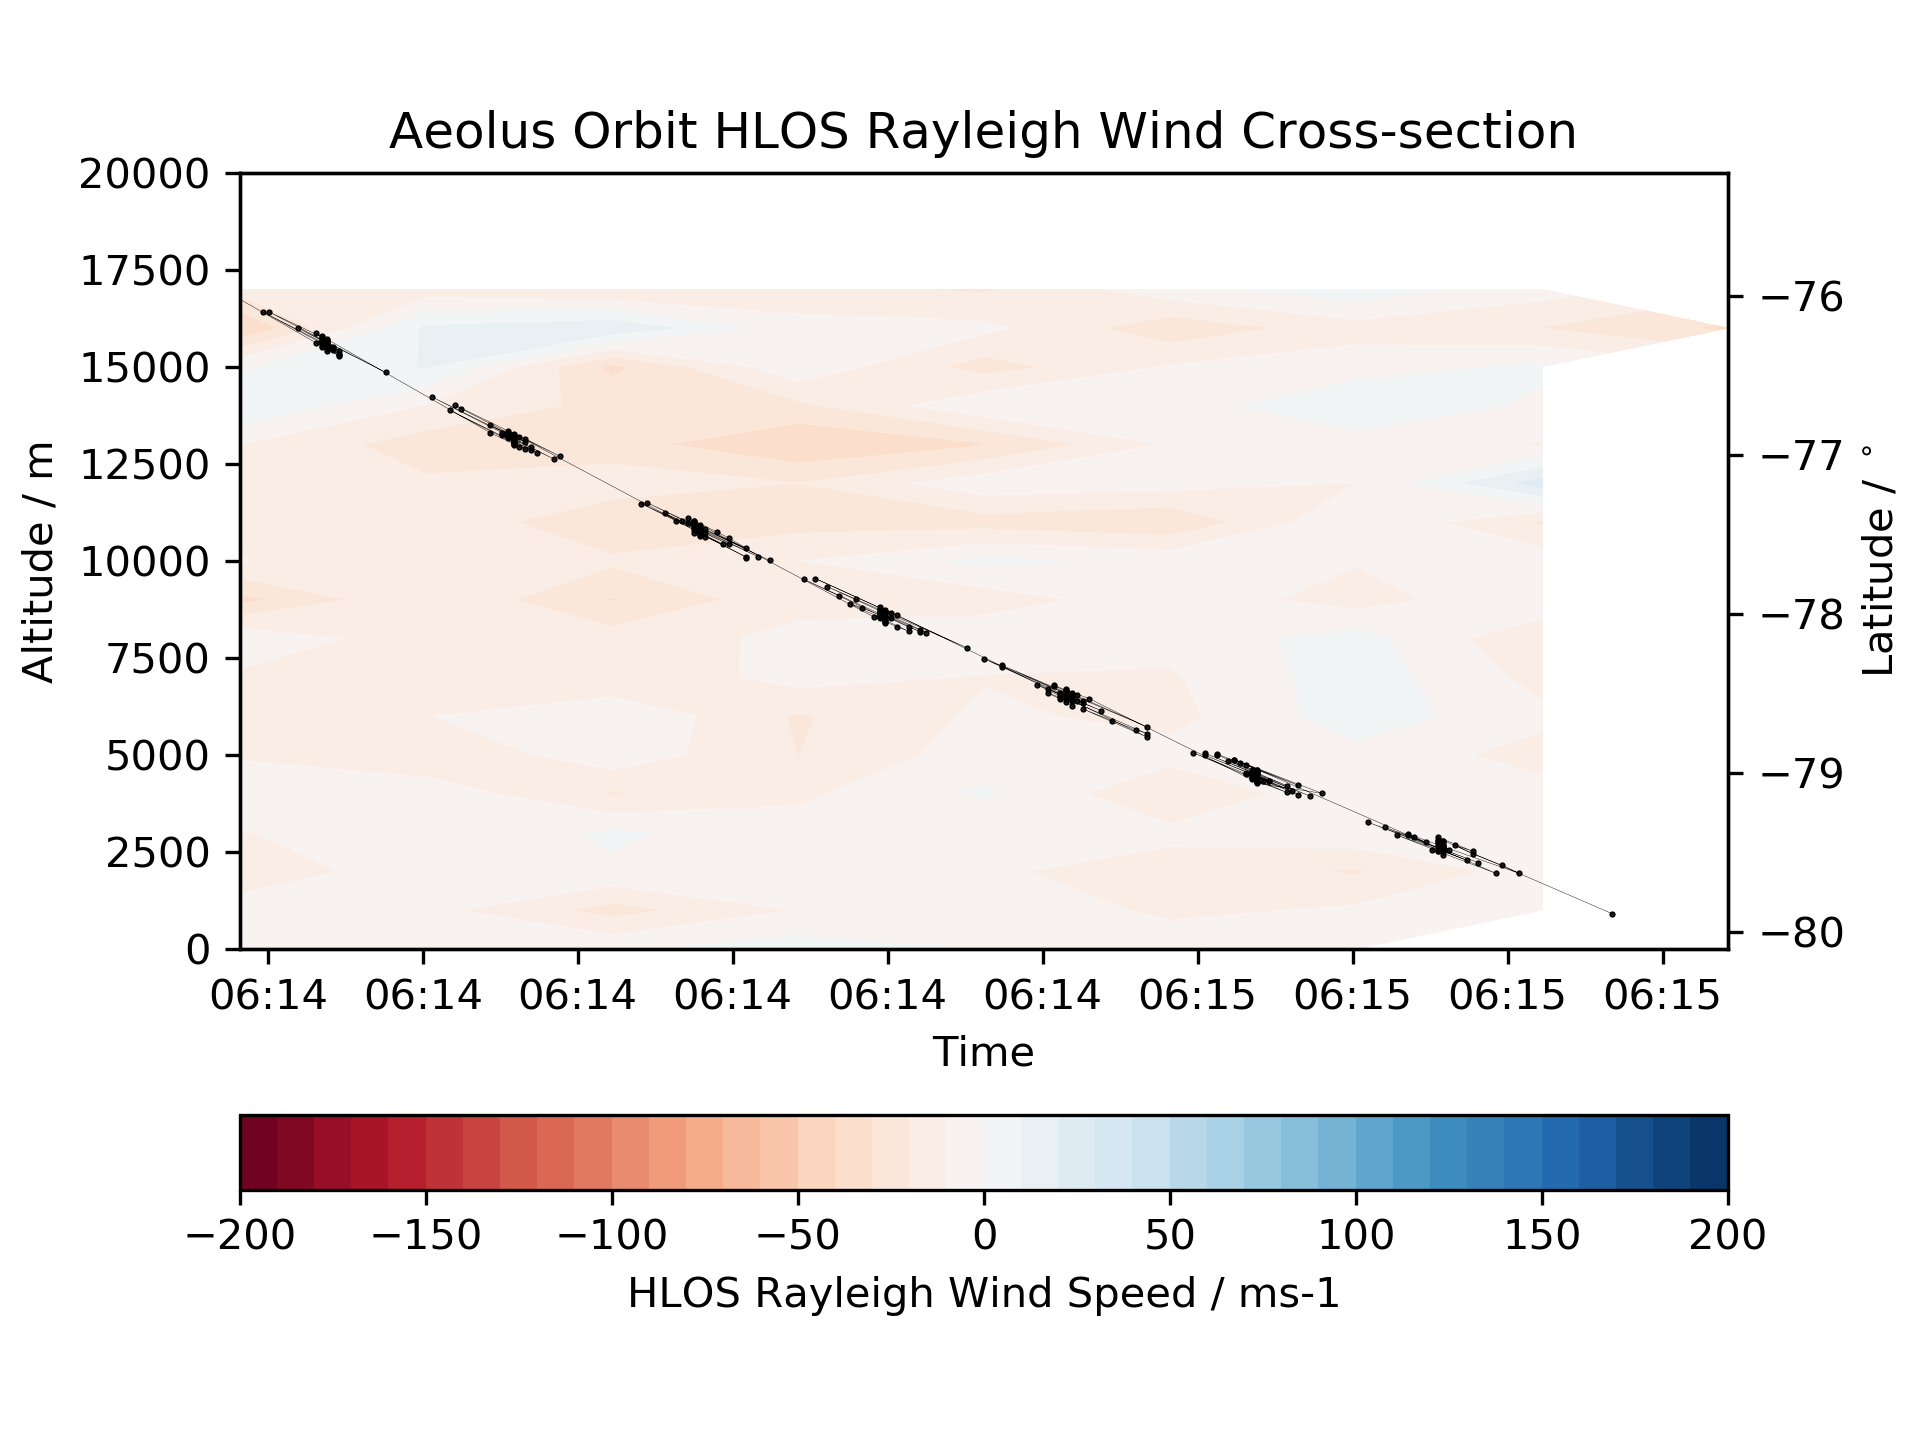 Aeolus Orbit HLOS Rayleigh Wind Cross-section
20000
17500
15000
12500
10000
7500
5000
2500
0
Altitude / m
−76
−77
−78
−79
−80
Latitude / °
06:14 06:14 06:14 06:14 06:14 06:14 06:15 06:15 06:15 06:15
Time
−200 −150 −100 −50 0 50 100 150 200
HLOS Rayleigh Wind Speed / ms-1